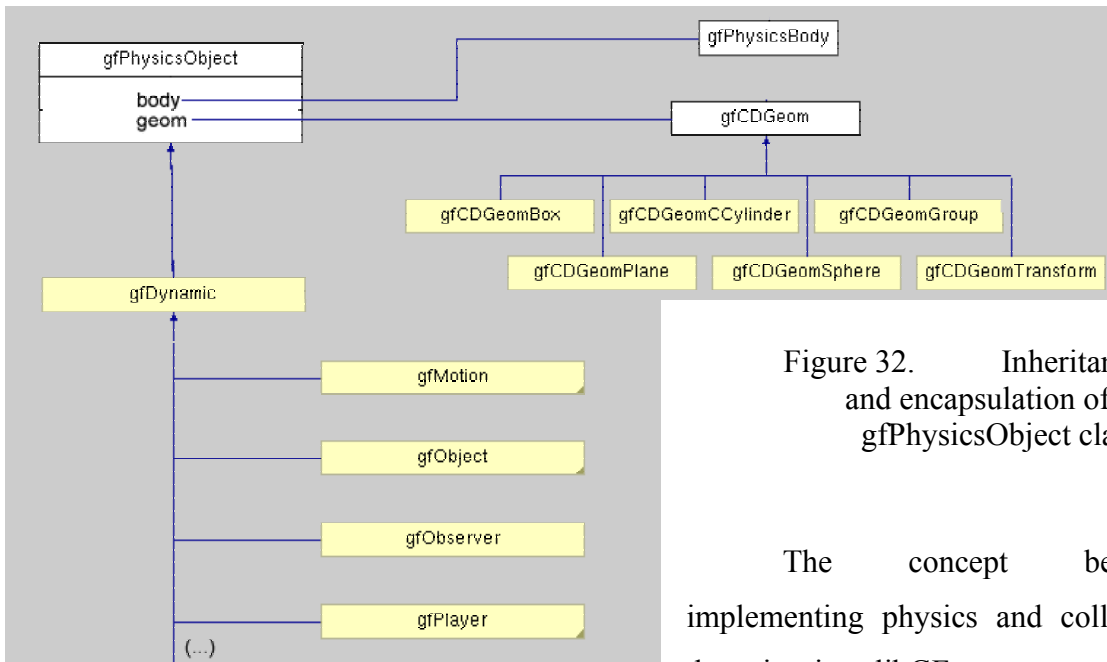 gfPhysicsObject
body
geom
gfPhysicsBody
gfCDGeom
gfCDGeomBox
gfCDGeomCCylinder
gfCDGeomGroup
gfCDGeomPlane
gfCDGeomSphere
gfCDGeomTransform
gfDynamic
gfMotion
gfObject
gfObserver
gfPlayer
(...)
Figure 32.
and encapsulation of
gfPhysicsObject
The concept
implementing physics and